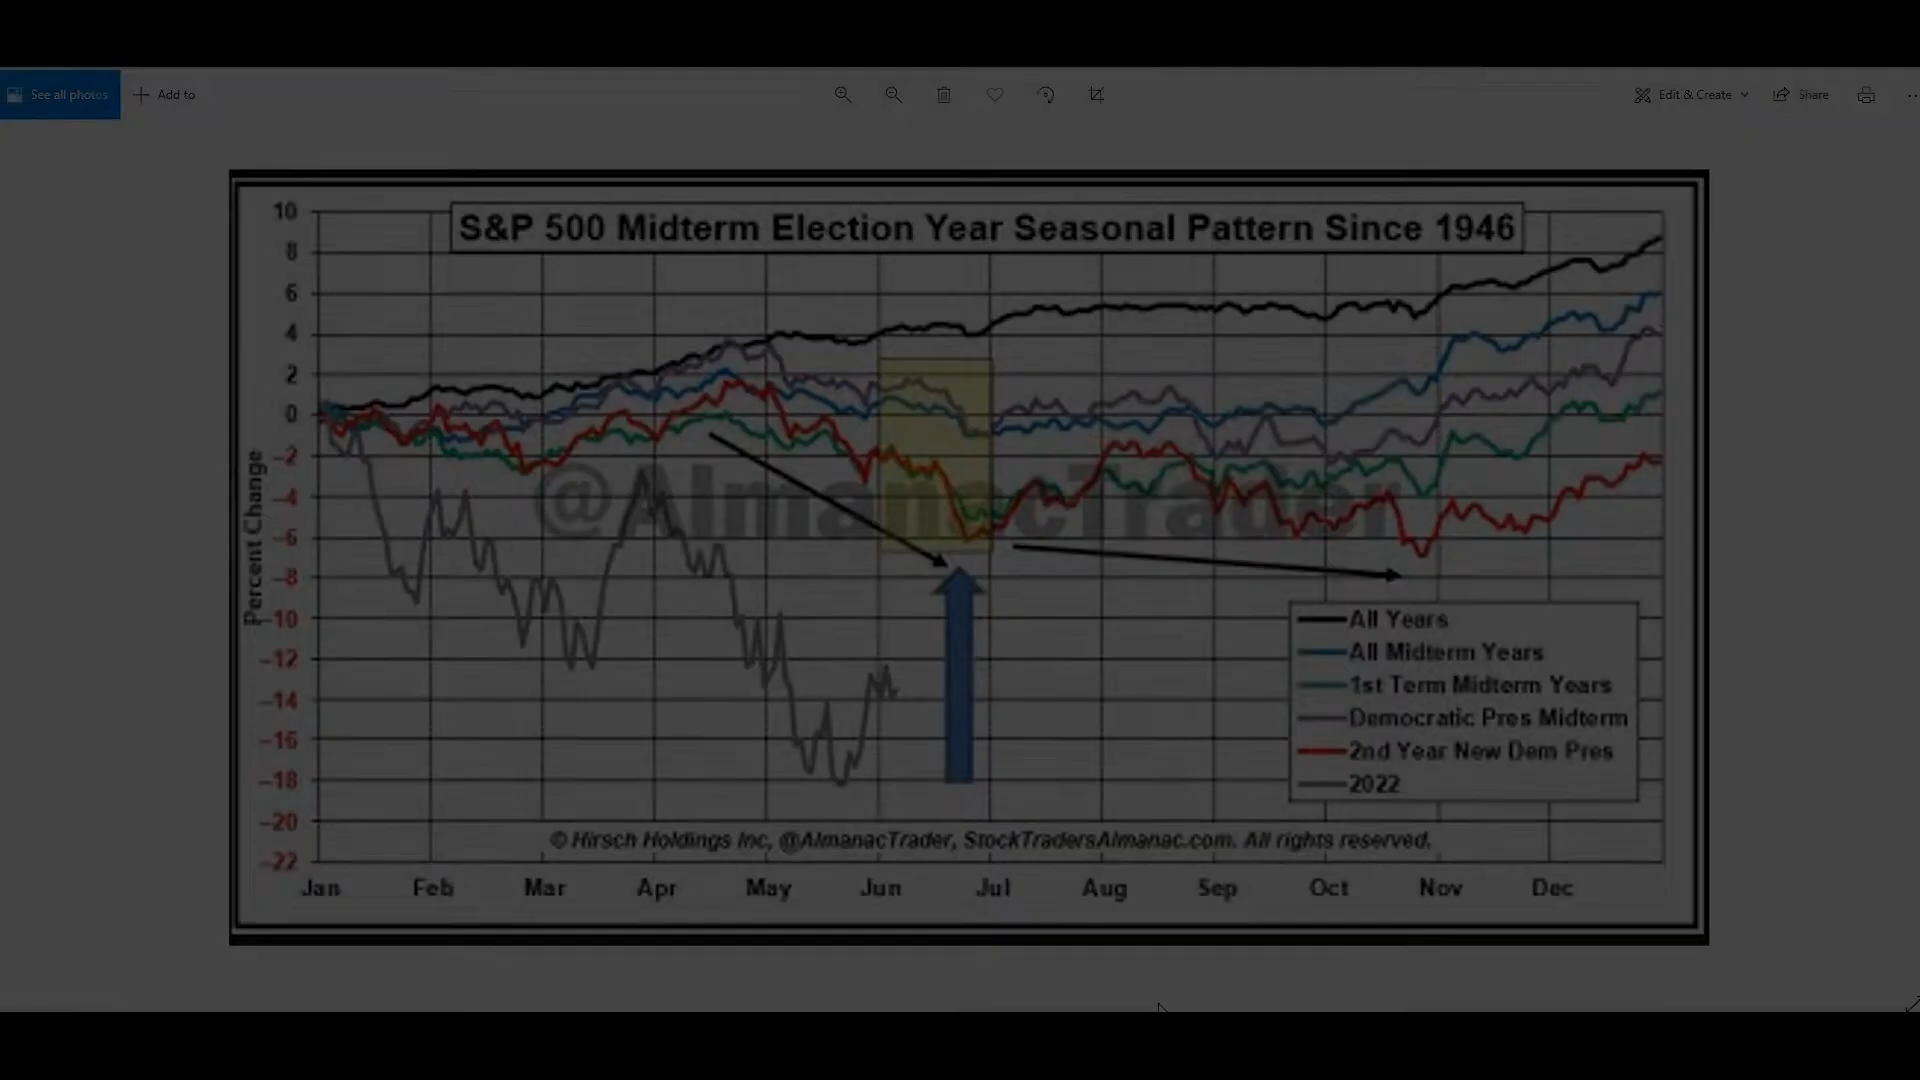 See all photos
Add to
Edit & Create
Share
S&P 500 Midterm Election Year Seasonal Pattern Since 1946
10
8
6
4
2
0
-2
-4
-6
-8
-10
-12
-14
-16
-18
-20
-22
Percent Change
@AlmanacTrader
All Years
All Midterm Years
1st Term Midterm Years
Democratic Pres Midterm
2nd Year New Dem Pres
2022
© Hirsch Holdings Inc, @AlmanacTrader, StockTradersAlmanac.com. All rights reserved.
Jan Feb Mar Apr May Jun Jul Aug Sep Oct Nov Dec